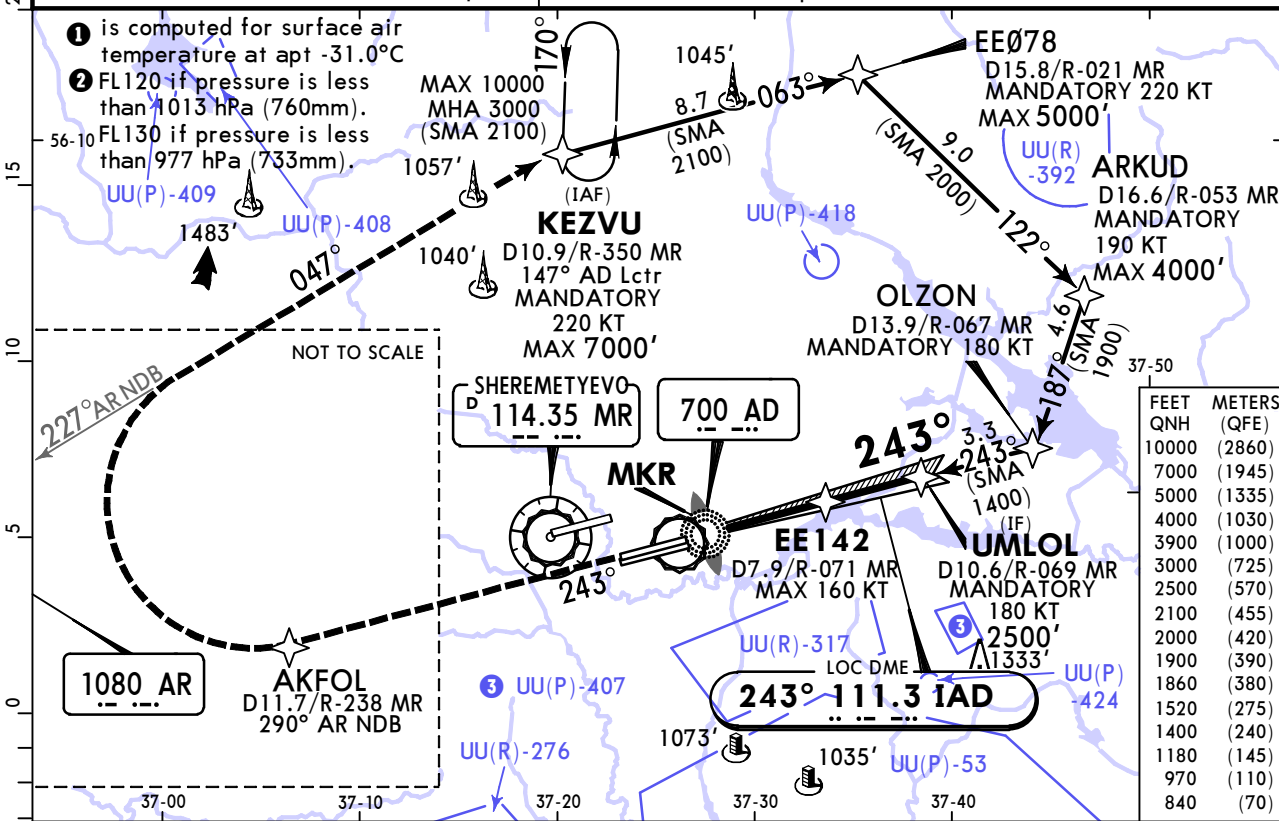 ❶ is computed for surface air
temperature at apt -31.0°C
❷ FL120 if pressure is less
than 1013 hPa (760mm).
FL130 if pressure is less
than 977 hPa (733mm).
56-10
MAX 10000
MHA 3000
(SMA 2100)
170°
1045'
8.7
063°
(SMA
2100)
EEØ78
D15.8/R-021 MR
MANDATORY 220 KT
MAX 5000'
9.0
(SMA 2000)
122°
UU(R)
-392
ARKUD
D16.6/R-053 MR
MANDATORY
190 KT
MAX 4000'
1057'
UU(P)-409
UU(P)-408
1483'
1040'
047°
(IAF)
KEZVU
D10.9/R-350 MR
147° AD Lctr
MANDATORY
220 KT
MAX 7000'
UU(P)-418
OLZON
D13.9/R-067 MR
MANDATORY 180 KT
4.6
(SMA
1900)
187°
37-50
NOT TO SCALE
227° AR NDB
SHEREMETYEVO
D 114.35 MR
700 AD
MKR
243°
3.3
243°
(SMA
1400)
(IF)
UMLOL
D10.6/R-069 MR
MANDATORY
180 KT
2500'
EE142
D7.9/R-071 MR
MAX 160 KT
243°
1080 AR
AKFOL
D11.7/R-238 MR
290° AR NDB
❸ UU(P)-407
UU(R)-317
❸
1333'
UU(P)
-424
LOC DME
243° 111.3 IAD
UU(R)-276
1073'
1035'
UU(P)-53
15
10
5
0
37-00
37-10
37-20
37-30
37-40
FEET METERS
QNH (QFE)
10000 (2860)
7000 (1945)
5000 (1335)
4000 (1030)
3900 (1000)
3000 (725)
2500 (570)
2100 (455)
2000 (420)
1900 (390)
1860 (380)
1520 (275)
1400 (240)
1180 (145)
970 (110)
840 (70)